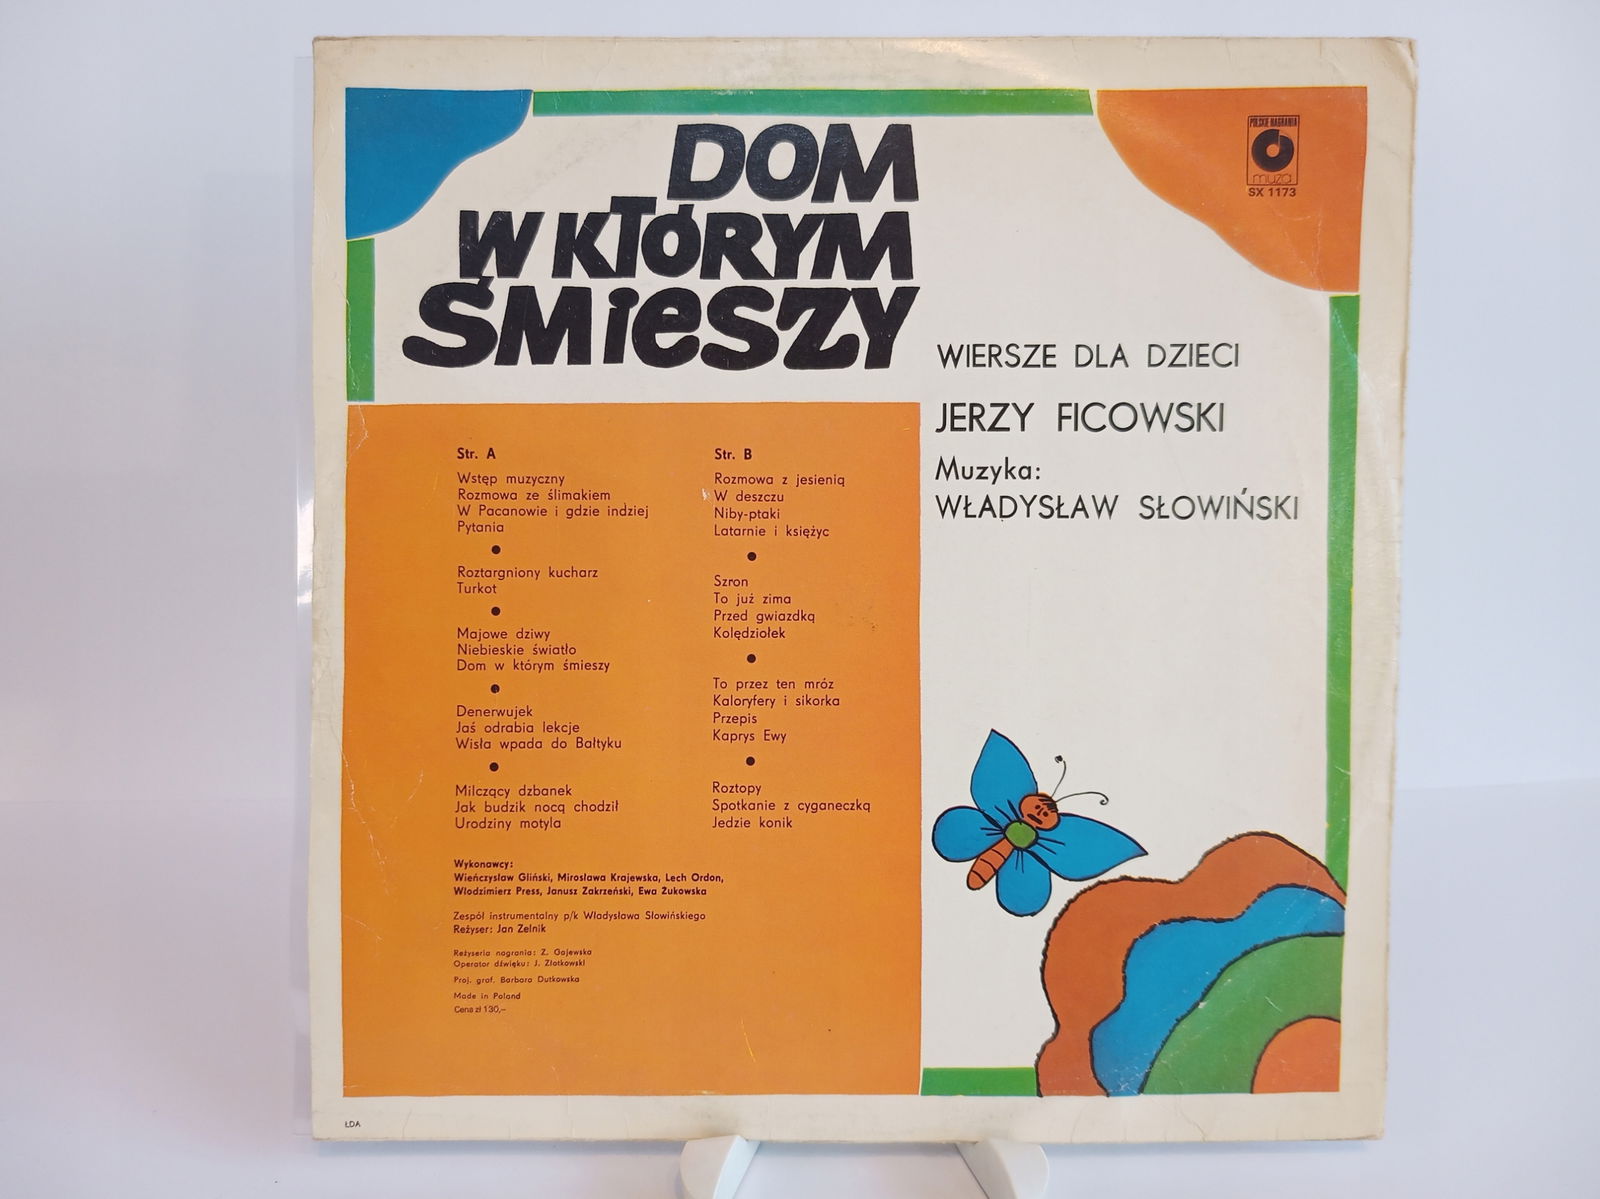 POLSKIE NAGRANIA
muza
SX 1173
DOM
W KTÓRYM
ŚMIESZY
WIERSZE DLA DZIECI
JERZY FICOWSKI
Muzyka:
WŁADYSŁAW SŁOWIŃSKI
Str. A
Wstęp muzyczny
Rozmowa ze ślimakiem
W Pacanowie i gdzie indziej
Pytania
Roztargniony kucharz
Turkot
Majowe dziwy
Niebieskie światło
Dom w którym śmieszy
Denerwujek
Jaś odrabia lekcje
Wisła wpada do Bałtyku
Milczący dzbanek
Jak budzik nocą chodził
Urodziny motyla
Str. B
Rozmowa z jesienią
W deszczu
Niby-ptaki
Latarnie i księżyc
Szron
To już zima
Przed gwiazdką
Kolędziołek
To przez ten mróz
Kaloryfery i sikorka
Przepis
Kaprys Ewy
Roztopy
Spotkanie z cyganeczką
Jedzie konik
Wykonawcy:
Wieńczysław Gliński, Mirosława Krajewska, Lech Ordon,
Włodzimierz Press, Janusz Zakrzeński, Ewa Żukowska
Zespół instrumentalny p/k Władysława Słowińskiego
Reżyser: Jan Zelnik
Reżyseria nagrania: Z. Gajewska
Operator dźwięku: J. Złotkowski
Proj. graf. Barbara Dutkowska
Made in Poland
Cena zł 130,–
ŁDA